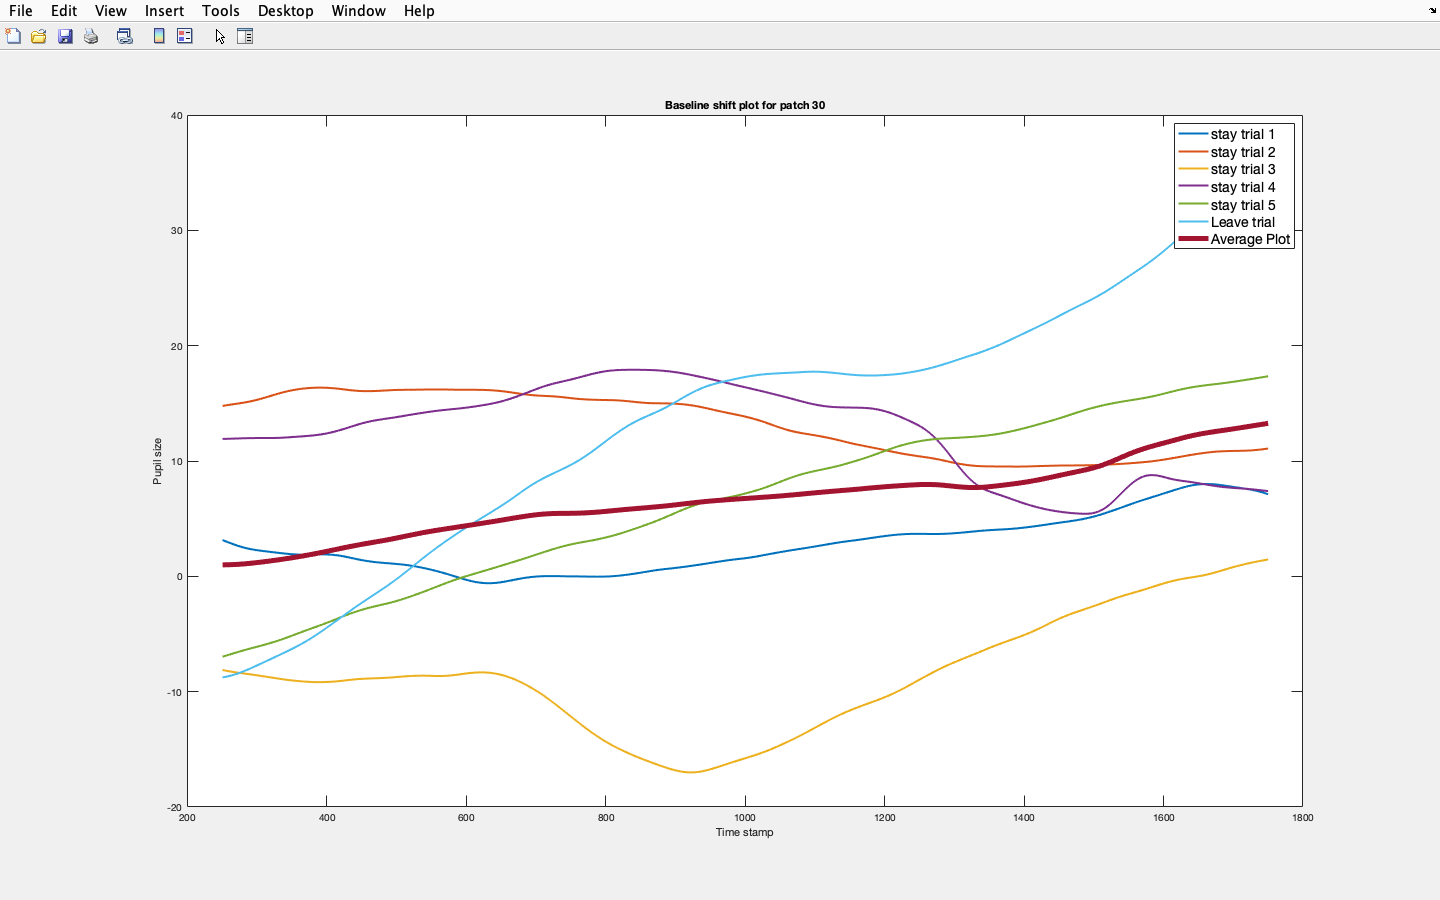 File Edit View Insert Tools Desktop Window Help
Baseline shift plot for patch 30
40
30
20
10
0
-10
-20
Pupil size
stay trial 1
stay trial 2
stay trial 3
stay trial 4
stay trial 5
Leave trial
Average Plot
200 400 600 800 1000 1200 1400 1600 1800
Time stamp